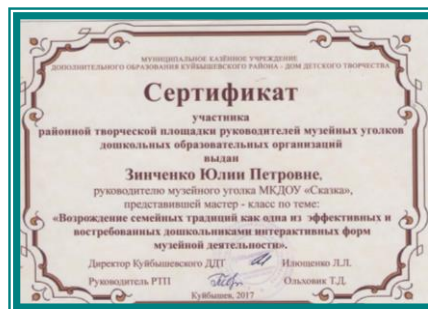 МУНИЦИПАЛЬНОЕ КАЗЁННОЕ УЧРЕЖДЕНИЕ
ДОПОЛНИТЕЛЬНОГО ОБРАЗОВАНИЯ КУЙБЫШЕВСКОГО РАЙОНА - ДОМ ДЕТСКОГО ТВОРЧЕСТВА
Сертификат
участника
районной творческой площадки руководителей музейных уголков
дошкольных образовательных организаций
выдан
Зинченко Юлии Петровне,
руководителю музейного уголка МКДОУ «Сказка»,
представившей мастер - класс по теме:
«Возрождение семейных традиций как одна из эффективных и
востребованных дошкольниками интерактивных форм
музейной деятельности».
Директор Куйбышевского ДДТ Илющенко Л.Л.
Руководитель РТП Ольховик Т.Д.
Куйбышев, 2017